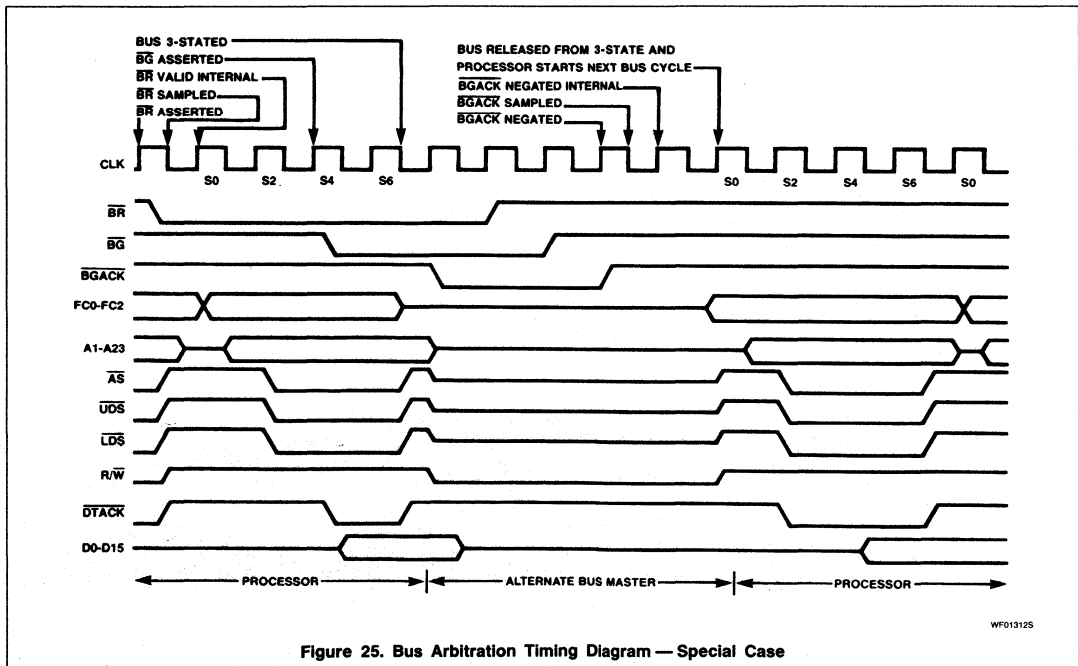 BUS 3-STATED
BG ASSERTED
BR VALID INTERNAL
BR SAMPLED
BR ASSERTED
BUS RELEASED FROM 3-STATE AND
PROCESSOR STARTS NEXT BUS CYCLE
BGACK NEGATED INTERNAL
BGACK SAMPLED
BGACK NEGATED
CLK
S0 S2 S4 S6 S0 S2 S4 S6 S0
BR
BG
BGACK
FC0-FC2
A1-A23
AS
UDS
LDS
R/W
DTACK
D0-D15
PROCESSOR ALTERNATE BUS MASTER PROCESSOR
WF01312S
Figure 25. Bus Arbitration Timing Diagram — Special Case